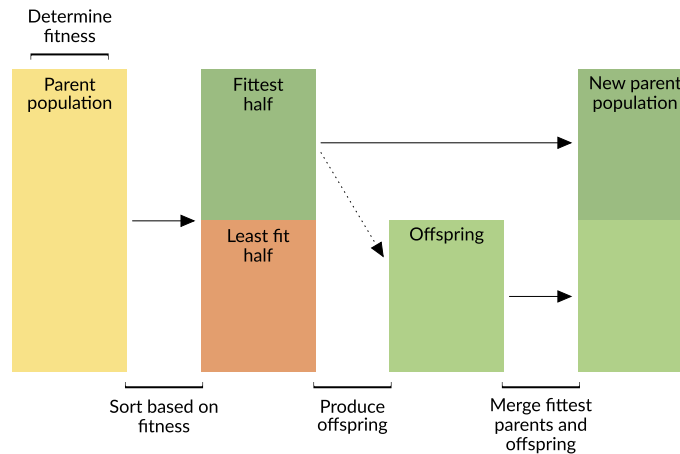 Determine
fitness
Parent
population
Fittest
half
New parent
population
Least fit
half
Offspring
Sort based on
fitness
Produce
offspring
Merge fittest
parents and
offspring